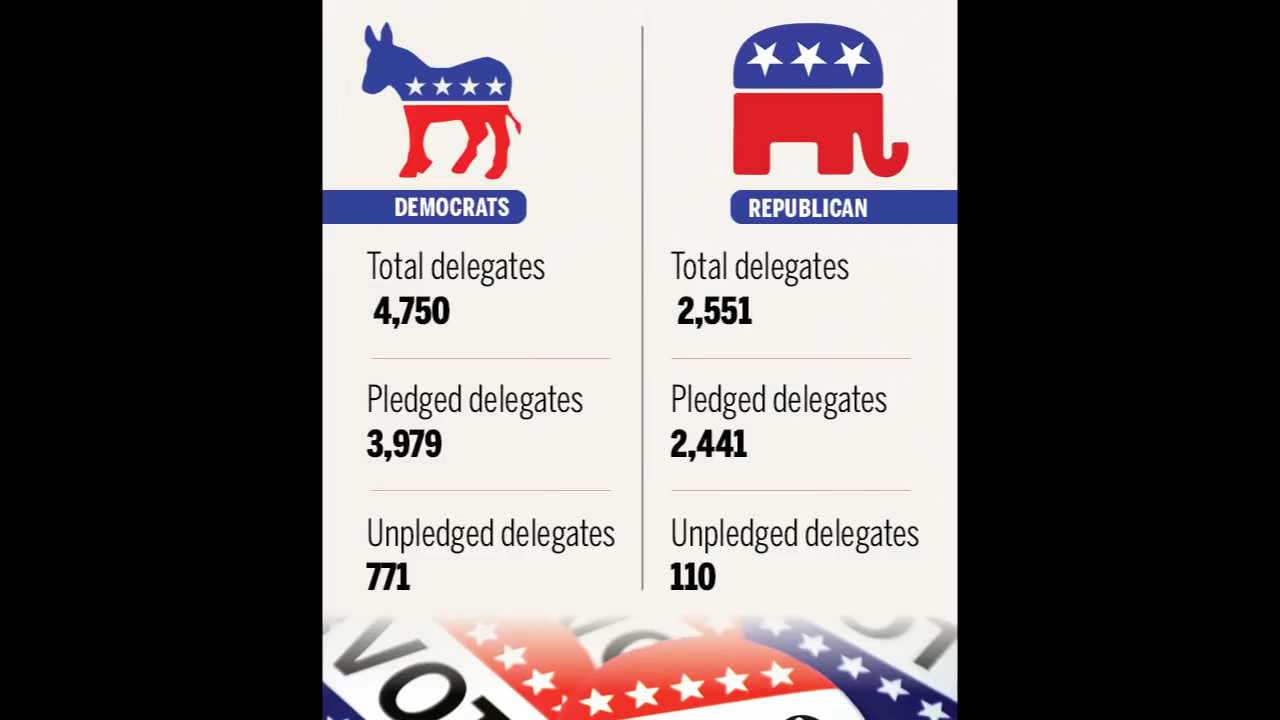 DEMOCRATS
Total delegates
4,750
Pledged delegates
3,979
Unpledged delegates
771
REPUBLICAN
Total delegates
2,551
Pledged delegates
2,441
Unpledged delegates
110
VOT